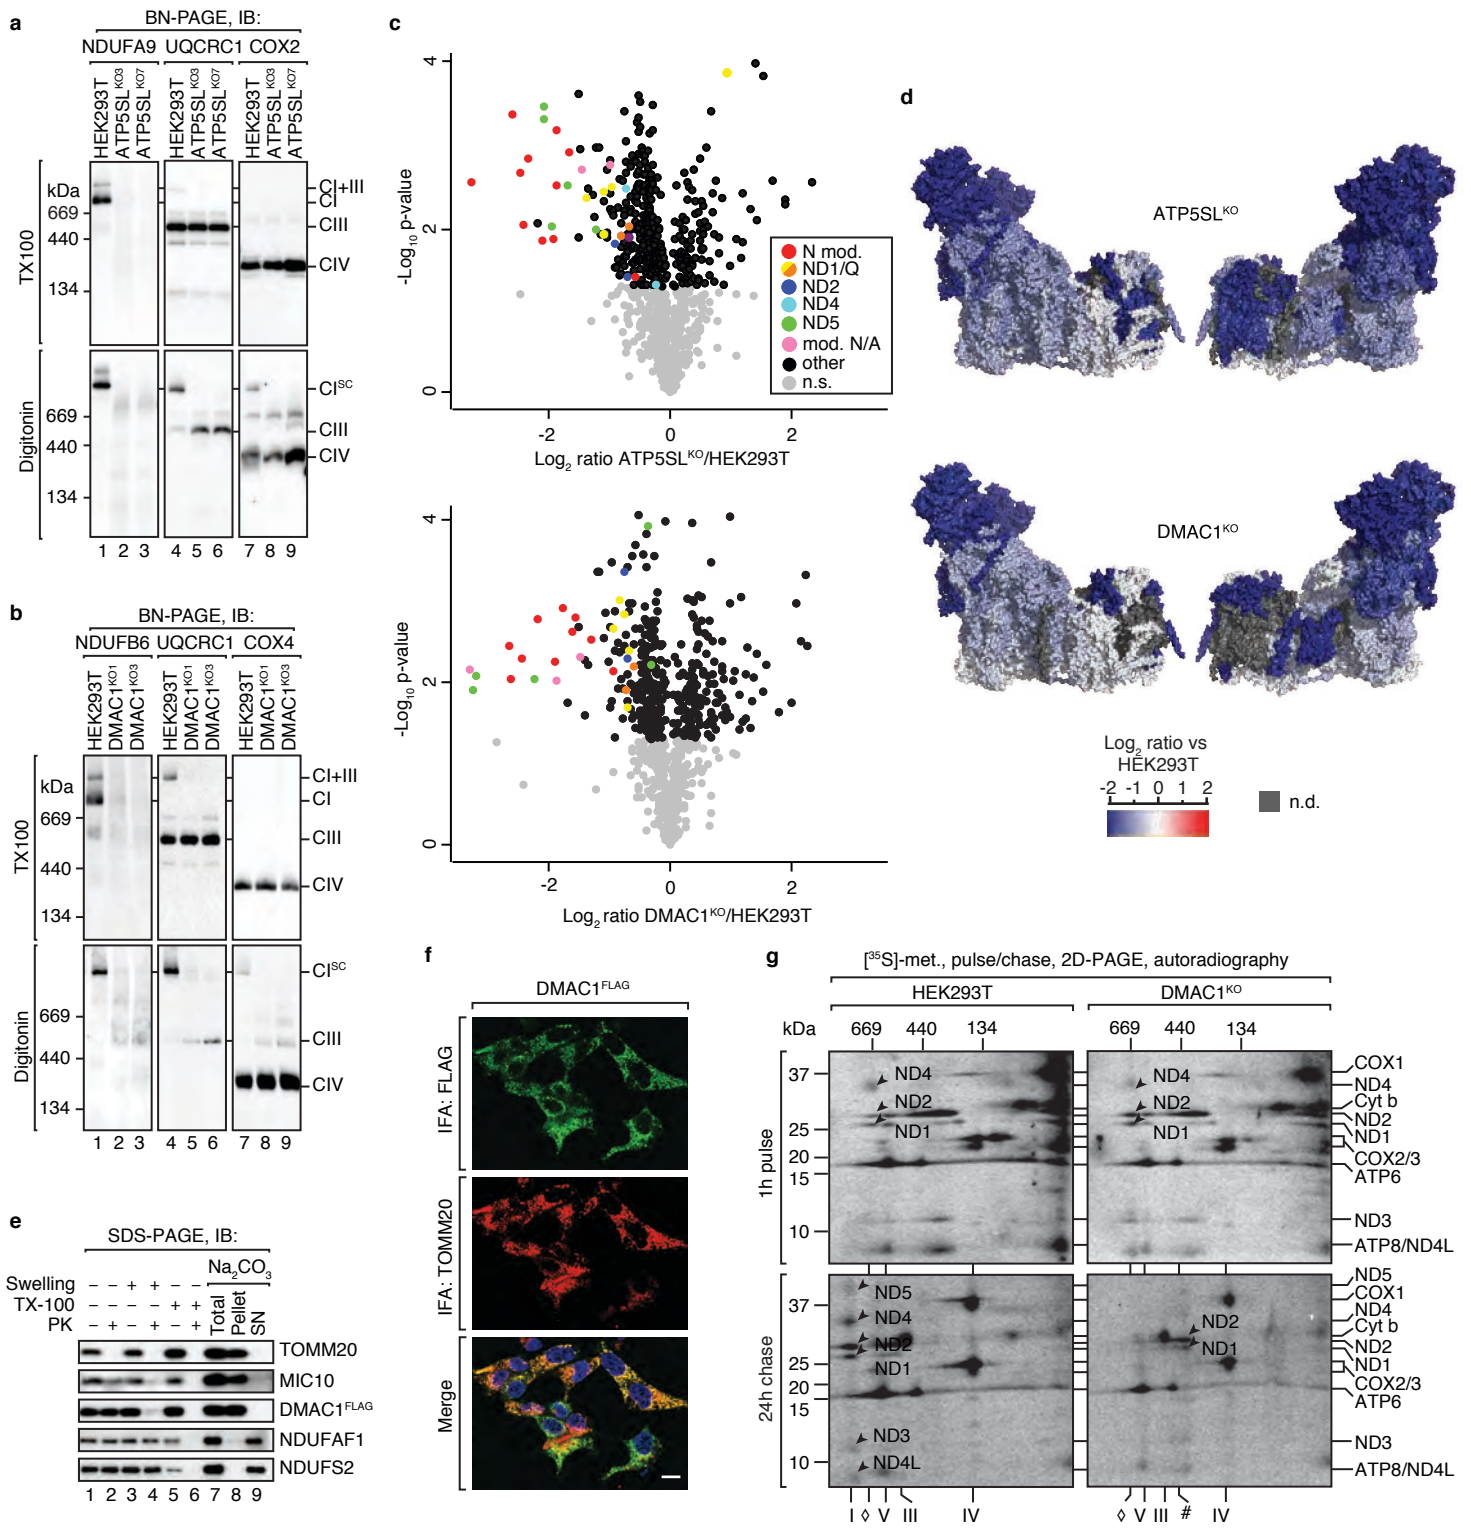 a
BN-PAGE, IB:
NDUFA9 UQCRC1 COX2
HEK293T ATP5SL^KO3 ATP5SL^KO7 HEK293T ATP5SL^KO3 ATP5SL^KO7 HEK293T ATP5SL^KO3 ATP5SL^KO7
TX100
kDa
669
440
134
CI+III
CI
CIII
CIV
Digitonin
669
440
134
CI^SC
CIII
CIV
1 2 3 4 5 6 7 8 9
b
BN-PAGE, IB:
NDUFB6 UQCRC1 COX4
HEK293T DMAC1^KO1 DMAC1^KO3 HEK293T DMAC1^KO1 DMAC1^KO3 HEK293T DMAC1^KO1 DMAC1^KO3
TX100
kDa
669
440
134
CI+III
CI
CIII
CIV
Digitonin
669
440
134
CI^SC
CIII
CIV
1 2 3 4 5 6 7 8 9
c
-Log10 p-value
4
2
0
-2 0 2
Log2 ratio ATP5SL^KO/HEK293T
N mod.
ND1/Q
ND2
ND4
ND5
mod. N/A
other
n.s.
-Log10 p-value
4
2
0
-2 0 2
Log2 ratio DMAC1^KO/HEK293T
d
ATP5SL^KO
DMAC1^KO
Log2 ratio vs
HEK293T
-2 -1 0 1 2
n.d.
e
SDS-PAGE, IB:
Na2CO3
Swelling – – + + – –
TX-100 – – – – + +
PK – + – + – +
Total Pellet SN
TOMM20
MIC10
DMAC1^FLAG
NDUFAF1
NDUFS2
1 2 3 4 5 6 7 8 9
f
DMAC1^FLAG
IFA: FLAG
IFA: TOMM20
Merge
g
[35S]-met., pulse/chase, 2D-PAGE, autoradiography
HEK293T DMAC1^KO
kDa 669 440 134 669 440 134
1h pulse
37
25
20
15
10
ND4
ND2
ND1
ND4
ND2
ND1
COX1
ND4
Cyt b
ND2
ND1
COX2/3
ATP6
ND3
ATP8/ND4L
24h chase
37
25
20
15
10
ND5
ND4
ND2
ND1
ND3
ND4L
ND2
ND1
ND5
COX1
ND4
Cyt b
ND2
ND1
COX2/3
ATP6
ND3
ATP8/ND4L
I ◊ V III IV ◊ V III # IV